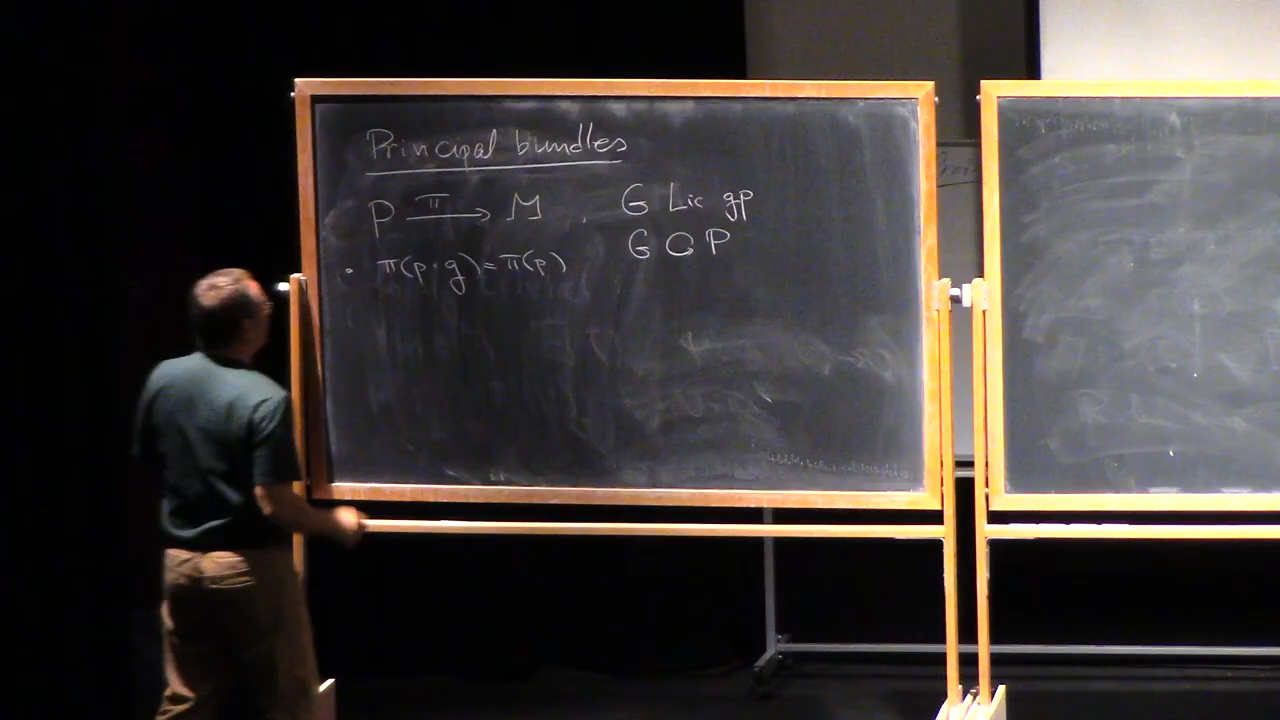 Principal bundles
P —π→ M , G Lie gp
G ↻ P
• π(p·g)=π(p)